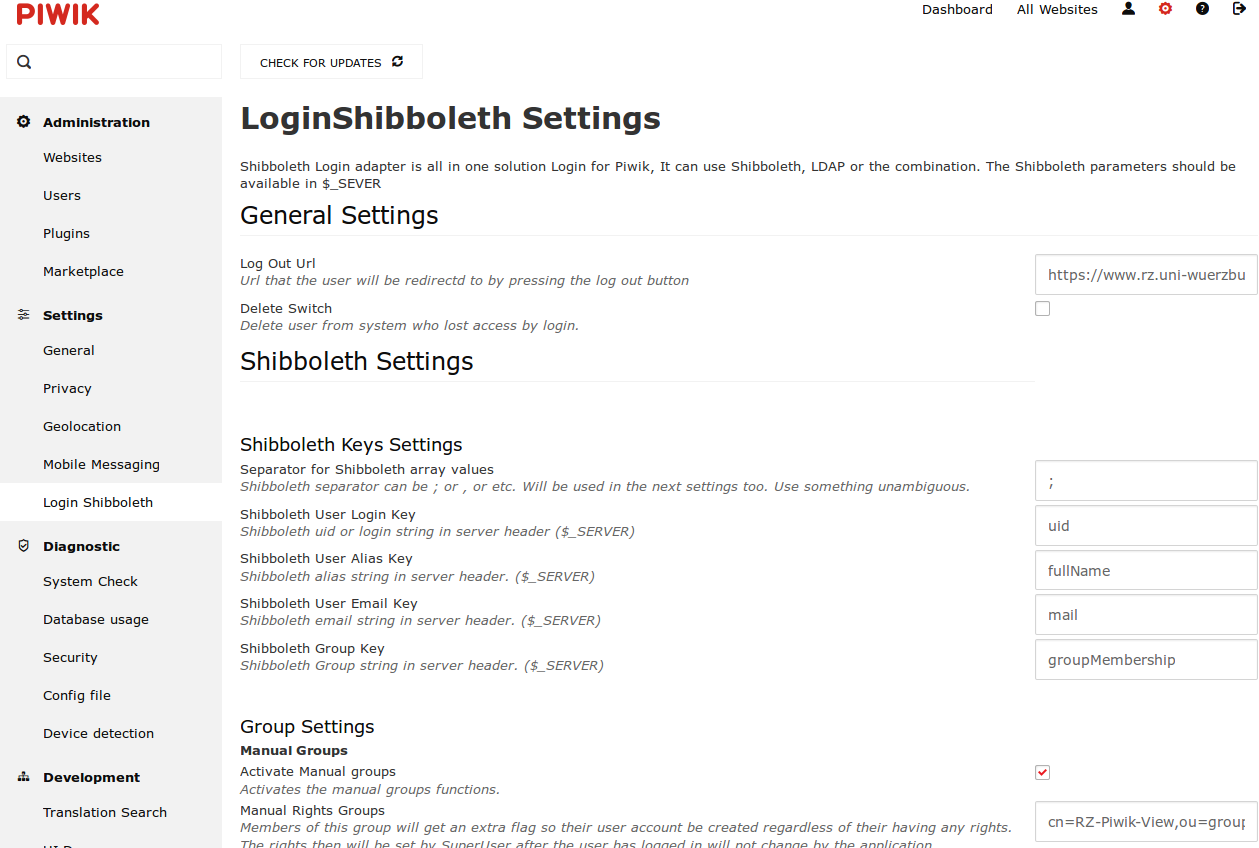 PIWIK
Dashboard
All Websites
CHECK FOR UPDATES
Administration
Websites
Users
Plugins
Marketplace
Settings
General
Privacy
Geolocation
Mobile Messaging
Login Shibboleth
Diagnostic
System Check
Database usage
Security
Config file
Device detection
Development
Translation Search
LoginShibboleth Settings
Shibboleth Login adapter is all in one solution Login for Piwik, It can use Shibboleth, LDAP or the combination. The Shibboleth parameters should be
available in $_SEVER
General Settings
Log Out Url
Url that the user will be redirectd to by pressing the log out button
https://www.rz.uni-wuerzbu
Delete Switch
Delete user from system who lost access by login.
Shibboleth Settings
Shibboleth Keys Settings
Separator for Shibboleth array values
Shibboleth separator can be ; or , or etc. Will be used in the next settings too. Use something unambiguous.
;
Shibboleth User Login Key
Shibboleth uid or login string in server header ($_SERVER)
uid
Shibboleth User Alias Key
Shibboleth alias string in server header. ($_SERVER)
fullName
Shibboleth User Email Key
Shibboleth email string in server header. ($_SERVER)
mail
Shibboleth Group Key
Shibboleth Group string in server header. ($_SERVER)
groupMembership
Group Settings
Manual Groups
Activate Manual groups
Activates the manual groups functions.
Manual Rights Groups
Members of this group will get an extra flag so their user account be created regardless of their having any rights.
The rights then will be set by SuperUser after the user has logged in will not change by the application.
cn=RZ-Piwik-View,ou=group